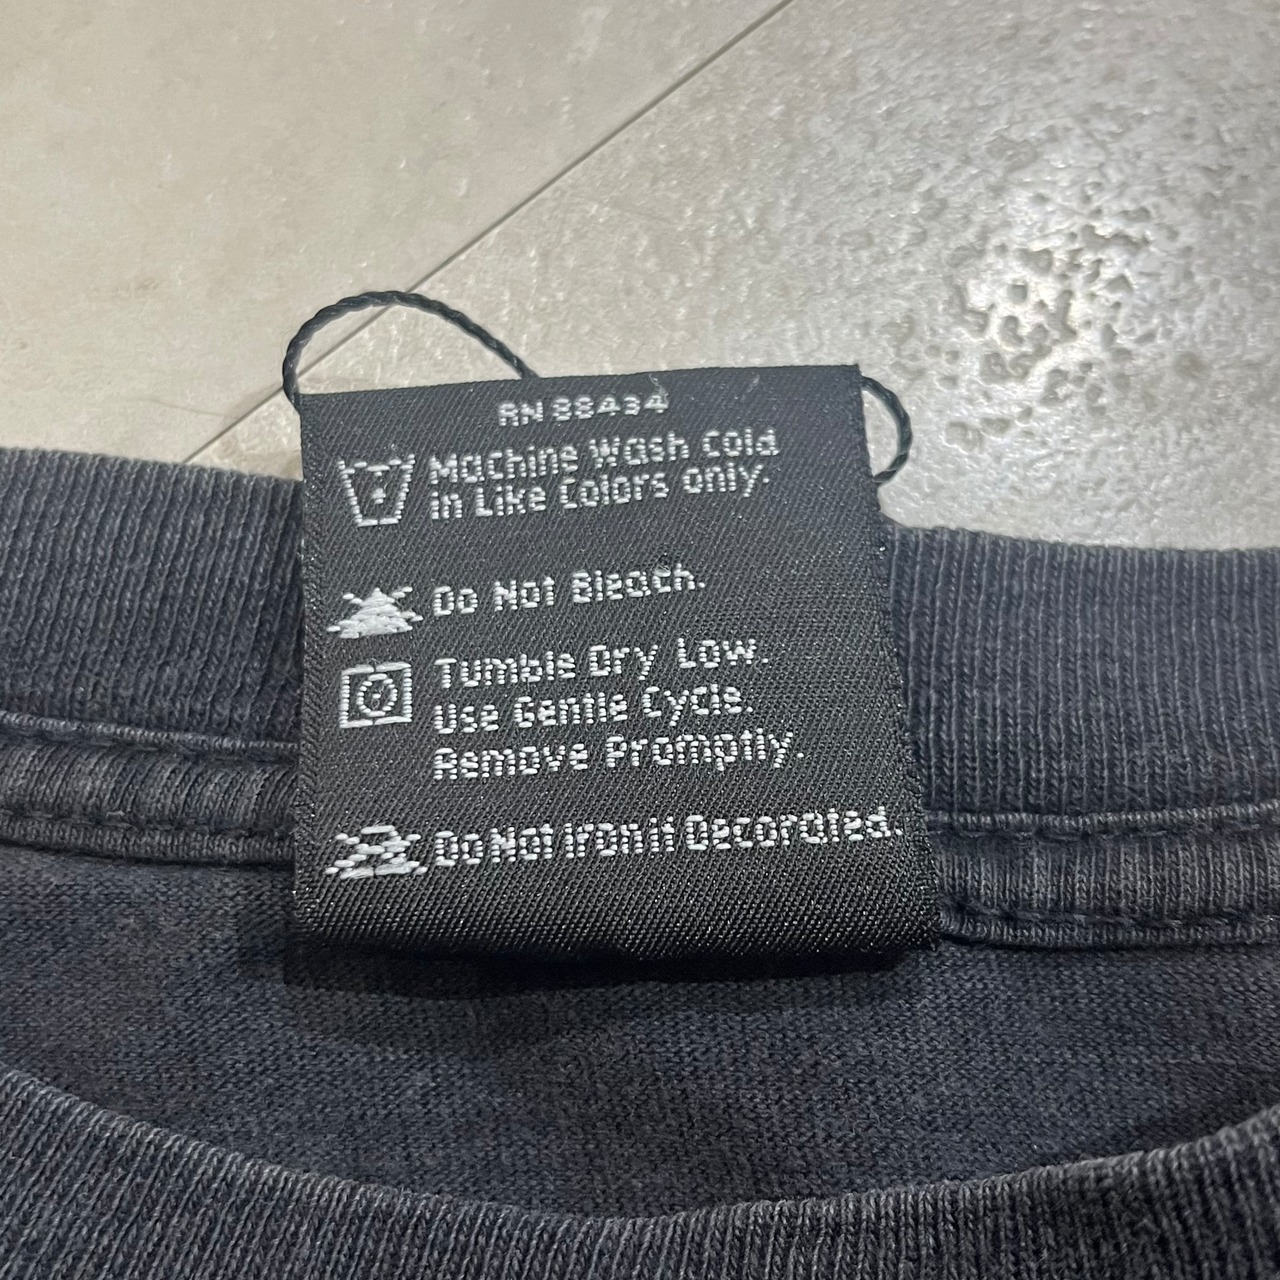 RN 88434
Machine Wash Cold
in Like Colors only.
Do Not Bleach.
Tumble Dry Low.
Use Gentle Cycle.
Remove Promptly.
Do Not Iron if Decorated.